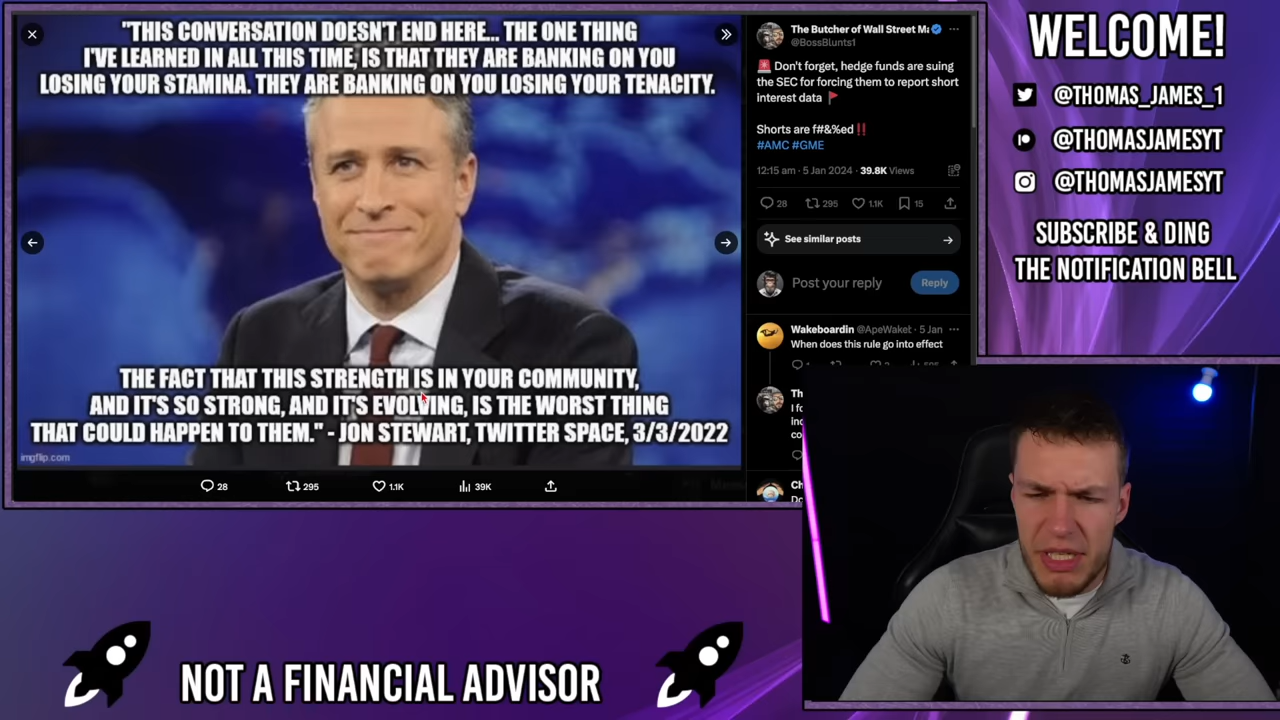 "THIS CONVERSATION DOESN'T END HERE... THE ONE THING
I'VE LEARNED IN ALL THIS TIME, IS THAT THEY ARE BANKING ON YOU
LOSING YOUR STAMINA. THEY ARE BANKING ON YOU LOSING YOUR TENACITY.
THE FACT THAT THIS STRENGTH IS IN YOUR COMMUNITY,
AND IT'S SO STRONG, AND IT'S EVOLVING, IS THE WORST THING
THAT COULD HAPPEN TO THEM." - JON STEWART, TWITTER SPACE, 3/3/2022
imgflip.com
28
295
1.1K
39K
The Butcher of Wall Street
@BossBlunts1
🚨 Don't forget, hedge funds are suing
the SEC for forcing them to report short
interest data 🚩
Shorts are f#&%ed ‼️
#AMC #GME
12:15 am · 5 Jan 2024 · 39.8K Views
28
295
1.1K
15
See similar posts
Post your reply
Reply
Wakeboardin @ApeWaket · 5 Jan
When does this rule go into effect
WELCOME!
@THOMAS_JAMES_1
@THOMASJAMESYT
@THOMASJAMESYT
SUBSCRIBE & DING
THE NOTIFICATION BELL
NOT A FINANCIAL ADVISOR